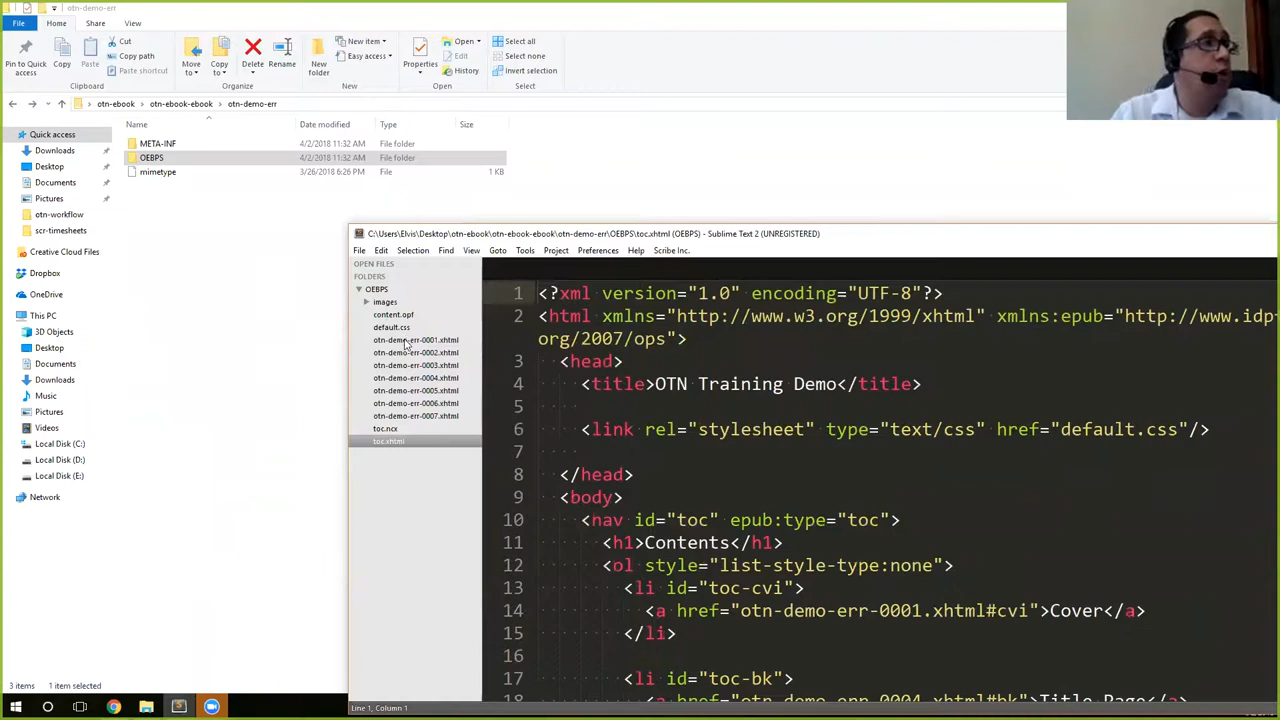 otn-demo-err
File
Home
Share
View
Pin to Quick access
Copy
Paste
Cut
Copy path
Paste shortcut
Clipboard
Move to
Copy to
Delete
Rename
Organize
New folder
New item
Easy access
New
Properties
Open
Edit
History
Open
Select all
Select none
Invert selection
Select
otn-ebook
otn-ebook-ebook
otn-demo-err
Name
Date modified
Type
Size
META-INF 4/2/2018 11:32 AM File folder
OEBPS 4/2/2018 11:32 AM File folder
mimetype 3/26/2018 6:26 PM File 1 KB
Quick access
Downloads
Desktop
Documents
Pictures
otn-workflow
scr-timesheets
Creative Cloud Files
Dropbox
OneDrive
This PC
3D Objects
Desktop
Documents
Downloads
Music
Pictures
Videos
Local Disk (C:)
Local Disk (D:)
Local Disk (E:)
Network
3 items
1 item selected
C:\Users\Elvis\Desktop\otn-ebook\otn-ebook-ebook\otn-demo-err\OEBPS\toc.xhtml (OEBPS) - Sublime Text 2 (UNREGISTERED)
File Edit Selection Find View Goto Tools Project Preferences Help Scribe Inc.
OPEN FILES
FOLDERS
OEBPS
images
content.opf
default.css
otn-demo-err-0001.xhtml
otn-demo-err-0002.xhtml
otn-demo-err-0003.xhtml
otn-demo-err-0004.xhtml
otn-demo-err-0005.xhtml
otn-demo-err-0006.xhtml
otn-demo-err-0007.xhtml
toc.ncx
toc.xhtml
1 <?xml version="1.0" encoding="UTF-8"?>
2 <html xmlns="http://www.w3.org/1999/xhtml" xmlns:epub="http://www.idp
org/2007/ops">
3 <head>
4 <title>OTN Training Demo</title>
5
6 <link rel="stylesheet" type="text/css" href="default.css"/>
7
8 </head>
9 <body>
10 <nav id="toc" epub:type="toc">
11 <h1>Contents</h1>
12 <ol style="list-style-type:none">
13 <li id="toc-cvi">
14 <a href="otn-demo-err-0001.xhtml#cvi">Cover</a>
15 </li>
16
17 <li id="toc-bk">
18 <a href="otn-demo-err-0004.xhtml#bk">Title Page</a>
Line 1, Column 1